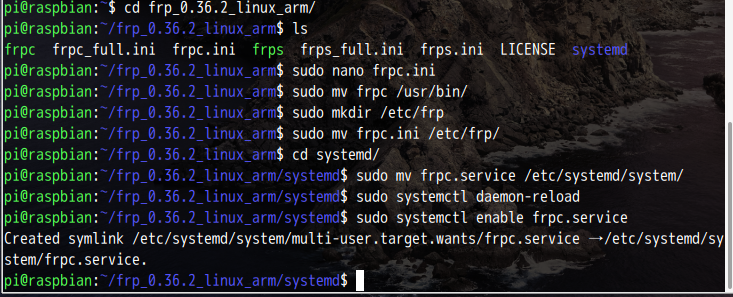 pi@raspbian:~$ cd frp_0.36.2_linux_arm/
pi@raspbian:~/frp_0.36.2_linux_arm$ ls
frpc  frpc_full.ini  frpc.ini  frps  frps_full.ini  frps.ini  LICENSE  systemd
pi@raspbian:~/frp_0.36.2_linux_arm$ sudo nano frpc.ini
pi@raspbian:~/frp_0.36.2_linux_arm$ sudo mv frpc /usr/bin/
pi@raspbian:~/frp_0.36.2_linux_arm$ sudo mkdir /etc/frp
pi@raspbian:~/frp_0.36.2_linux_arm$ sudo mv frpc.ini /etc/frp/
pi@raspbian:~/frp_0.36.2_linux_arm$ cd systemd/
pi@raspbian:~/frp_0.36.2_linux_arm/systemd$ sudo mv frpc.service /etc/systemd/system/
pi@raspbian:~/frp_0.36.2_linux_arm/systemd$ sudo systemctl daemon-reload
pi@raspbian:~/frp_0.36.2_linux_arm/systemd$ sudo systemctl enable frpc.service
Created symlink /etc/systemd/system/multi-user.target.wants/frpc.service →/etc/systemd/sy
stem/frpc.service.
pi@raspbian:~/frp_0.36.2_linux_arm/systemd$